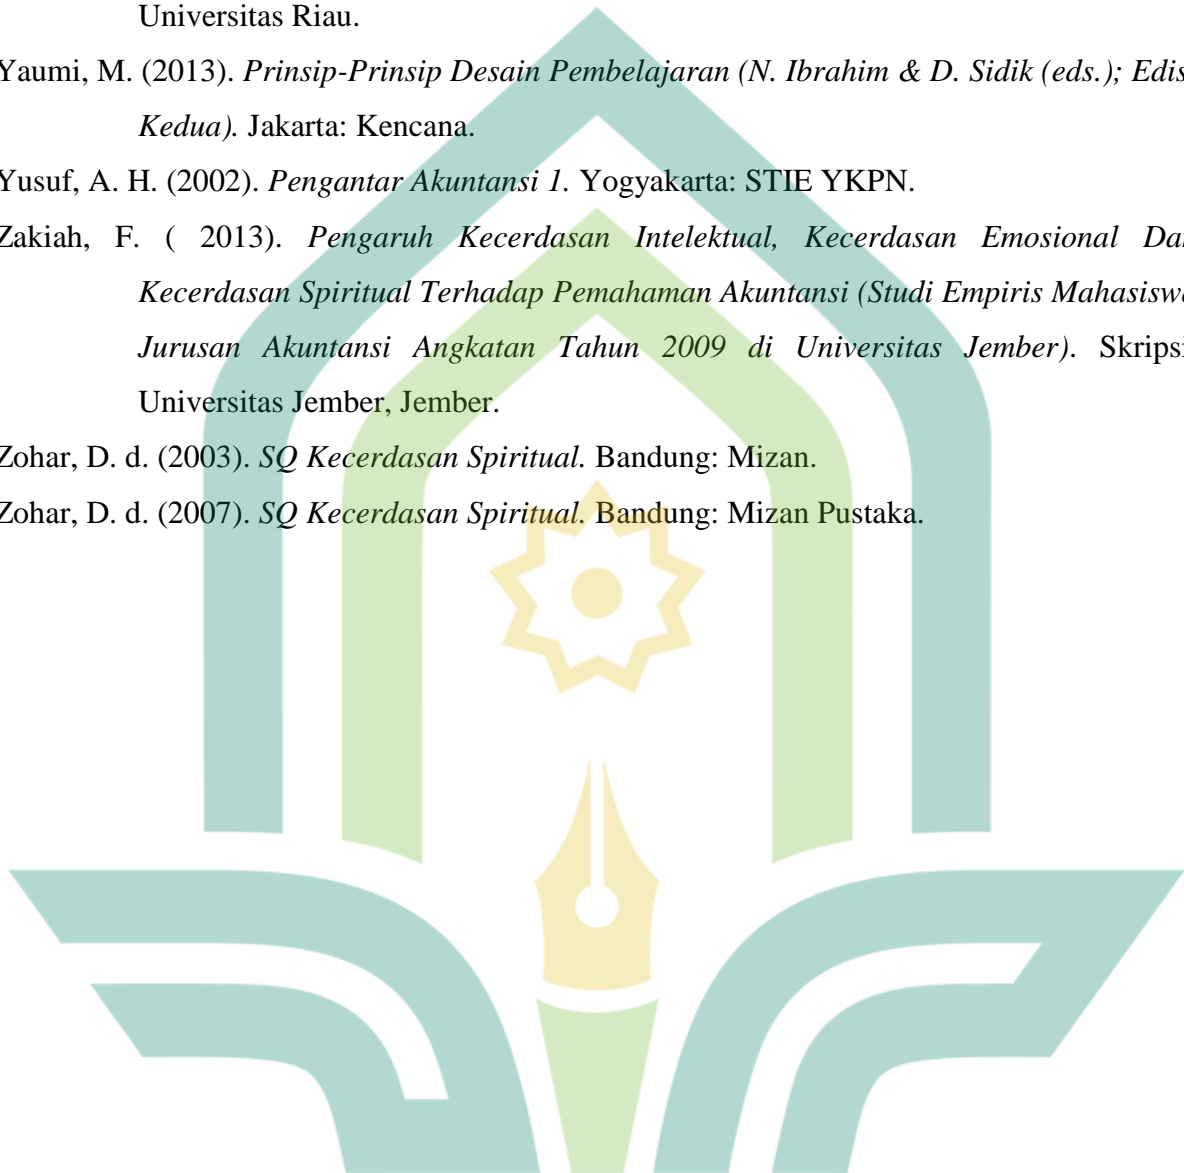 Universitas Riau.
Yaumi, M. (2013). Prinsip-Prinsip Desain Pembelajaran (N. Ibrahim & D. Sidik (eds.); Edis
Kedua). Jakarta: Kencana.
Yusuf, A. H. (2002). Pengantar Akuntansi 1. Yogyakarta: STIE YKPN.
Zakiah, F. ( 2013). Pengaruh Kecerdasan Intelektual, Kecerdasan Emosional Dan
Kecerdasan Spiritual Terhadap Pemahaman Akuntansi (Studi Empiris Mahasiswa
Jurusan Akuntansi Angkatan Tahun 2009 di Universitas Jember). Skripsi
Universitas Jember, Jember.
Zohar, D. d. (2003). SQ Kecerdasan Spiritual. Bandung: Mizan.
Zohar, D. d. (2007). SQ Kecerdasan Spiritual. Bandung: Mizan Pustaka.